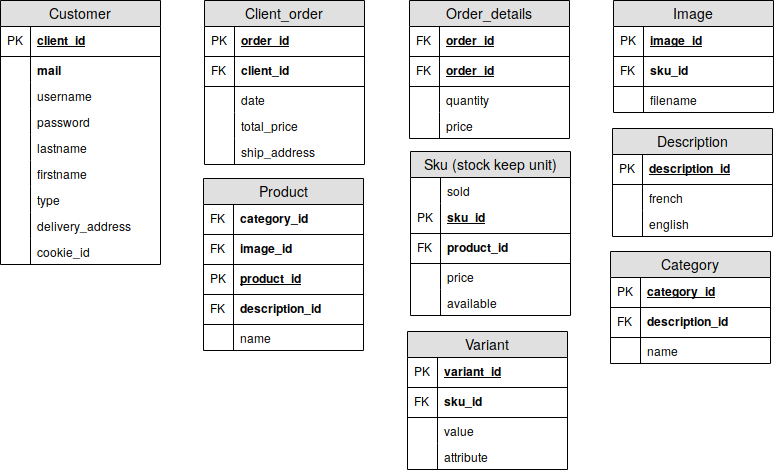 Customer
PK client_id
mail
username
password
lastname
firstname
type
delivery_address
cookie_id
Client_order
PK order_id
FK client_id
date
total_price
ship_address
Product
FK category_id
FK image_id
PK product_id
FK description_id
name
Order_details
FK order_id
FK order_id
quantity
price
Sku (stock keep unit)
sold
PK sku_id
FK product_id
price
available
Variant
PK variant_id
FK sku_id
value
attribute
Image
PK image_id
FK sku_id
filename
Description
PK description_id
french
english
Category
PK category_id
FK description_id
name